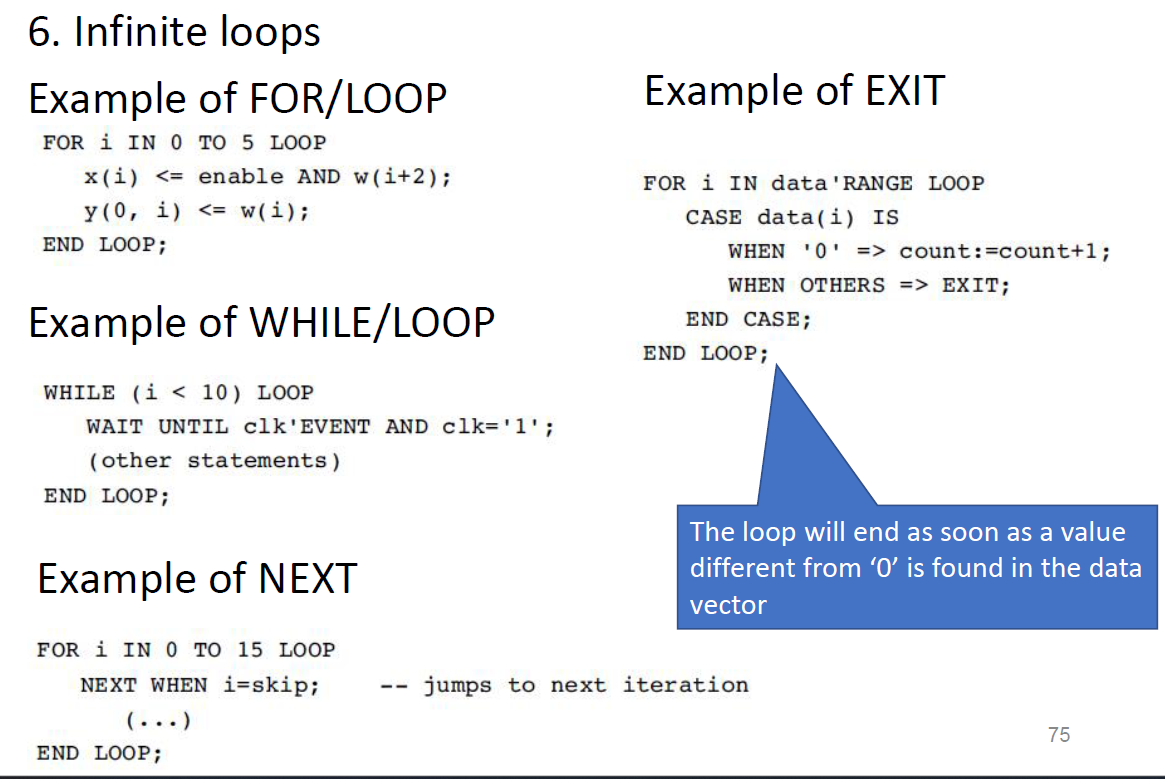 6. Infinite loops
Example of FOR/LOOP
FOR i IN 0 TO 5 LOOP
x(i) <= enable AND w(i+2);
y(0, i) <= w(i);
END LOOP;
Example of WHILE/LOOP
WHILE (i < 10) LOOP
WAIT UNTIL clk'EVENT AND clk='1';
(other statements)
END LOOP;
Example of NEXT
FOR i IN 0 TO 15 LOOP
NEXT WHEN i=skip; -- jumps to next iteration
(...)
END LOOP;
Example of EXIT
FOR i IN data'RANGE LOOP
CASE data(i) IS
WHEN '0' => count:=count+1;
WHEN OTHERS => EXIT;
END CASE;
END LOOP;
The loop will end as soon as a value
different from ‘0’ is found in the data
vector
75